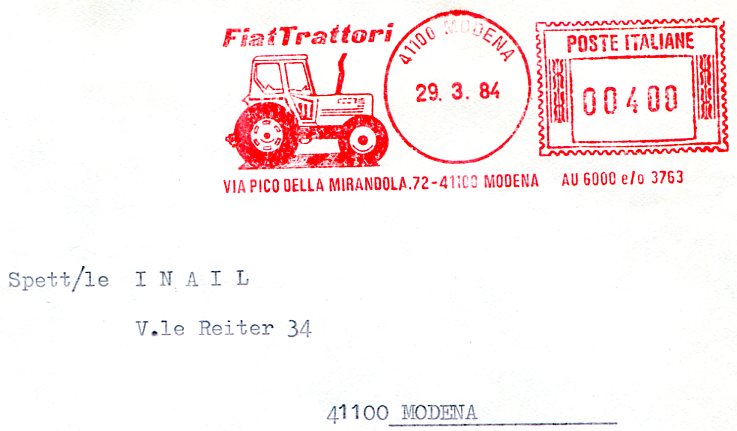 FiatTrattori
41100 MODENA
29. 3. 84
POSTE ITALIANE
00400
VIA PICO DELLA MIRANDOLA.72-41100 MODENA AU 6000 e/o 3763
Spett/le I N A I L
V.le Reiter 34
41100 MODENA